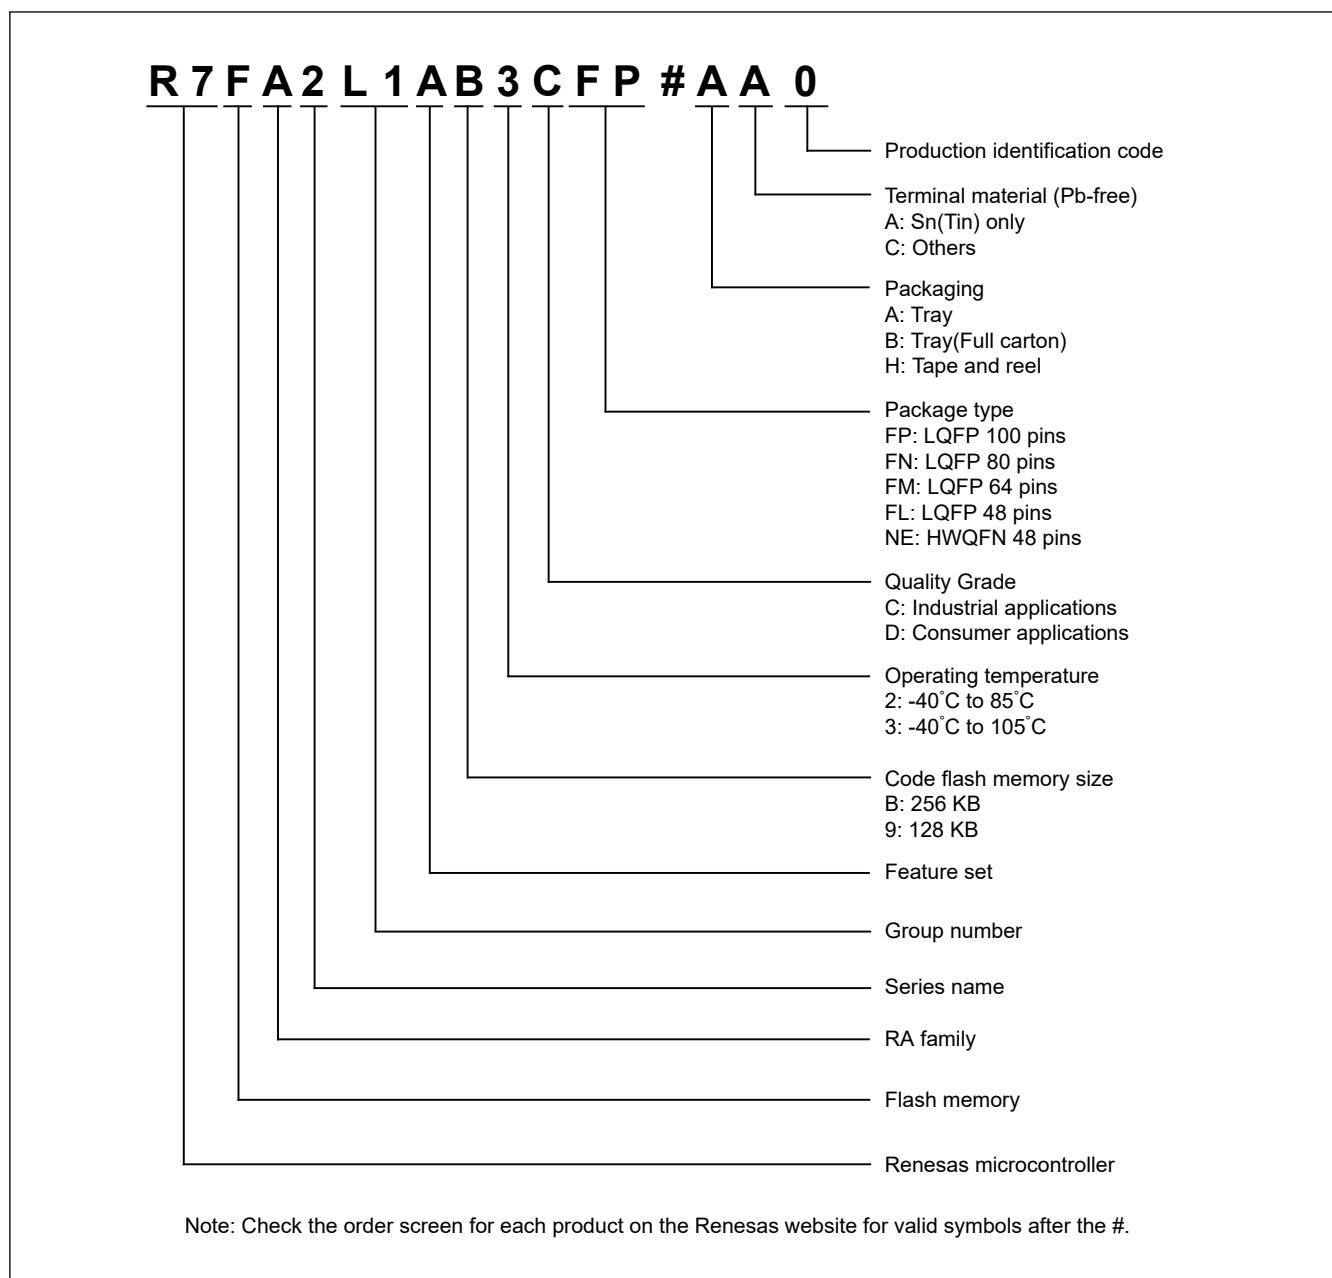 R 7 F A 2 L 1 A B 3 C F P # A A 0
Production identification code
Terminal material (Pb-free)
A: Sn(Tin) only
C: Others
Packaging
A: Tray
B: Tray(Full carton)
H: Tape and reel
Package type
FP: LQFP 100 pins
FN: LQFP 80 pins
FM: LQFP 64 pins
FL: LQFP 48 pins
NE: HWQFN 48 pins
Quality Grade
C: Industrial applications
D: Consumer applications
Operating temperature
2: -40°C to 85°C
3: -40°C to 105°C
Code flash memory size
B: 256 KB
9: 128 KB
Feature set
Group number
Series name
RA family
Flash memory
Renesas microcontroller
Note: Check the order screen for each product on the Renesas website for valid symbols after the #.